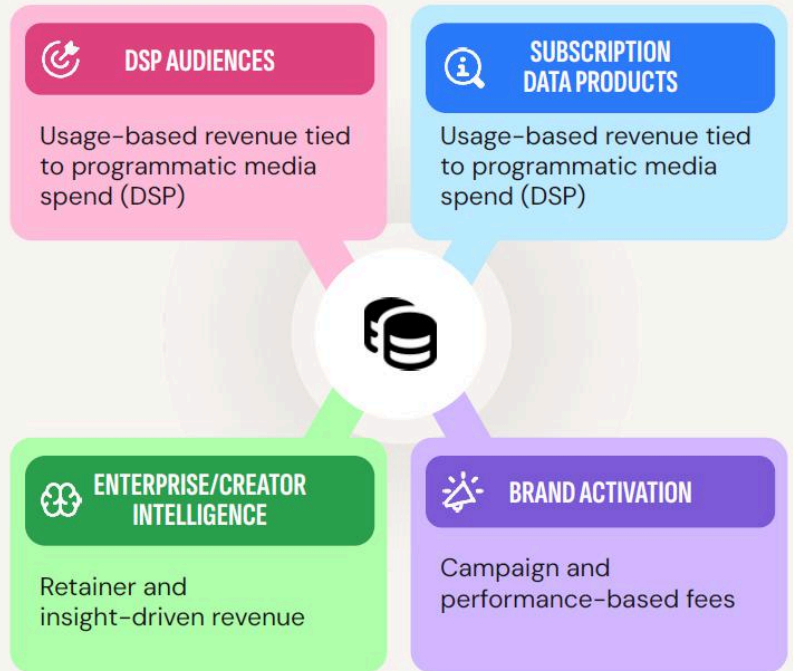 DSP AUDIENCES
Usage-based revenue tied
to programmatic media
spend (DSP)
SUBSCRIPTION
DATA PRODUCTS
Usage-based revenue tied
to programmatic media
spend (DSP)
ENTERPRISE/CREATOR
INTELLIGENCE
Retainer and
insight-driven revenue
BRAND ACTIVATION
Campaign and
performance-based fees